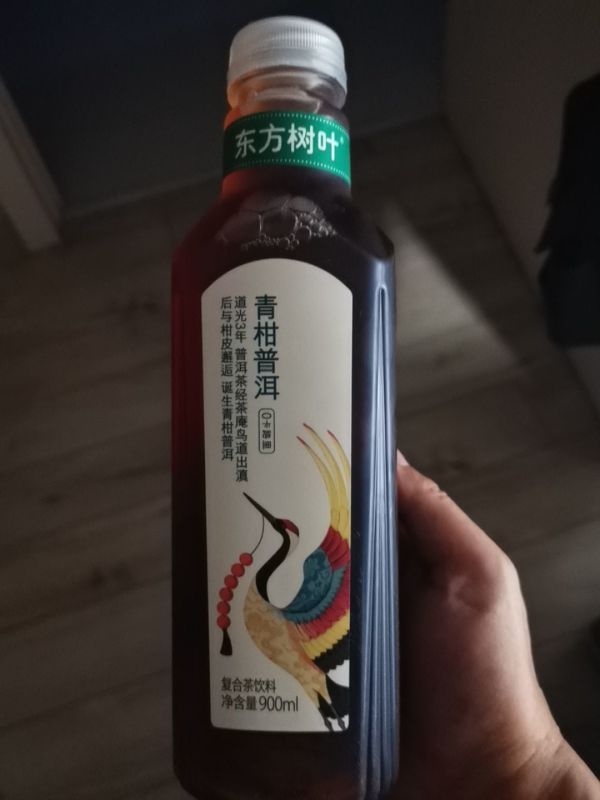 东方树叶®
青柑普洱
0卡路里
道光3年 普洱茶经茶庵鸟道出滇
后与柑皮邂逅 诞生青柑普洱
复合茶饮料
净含量900ml